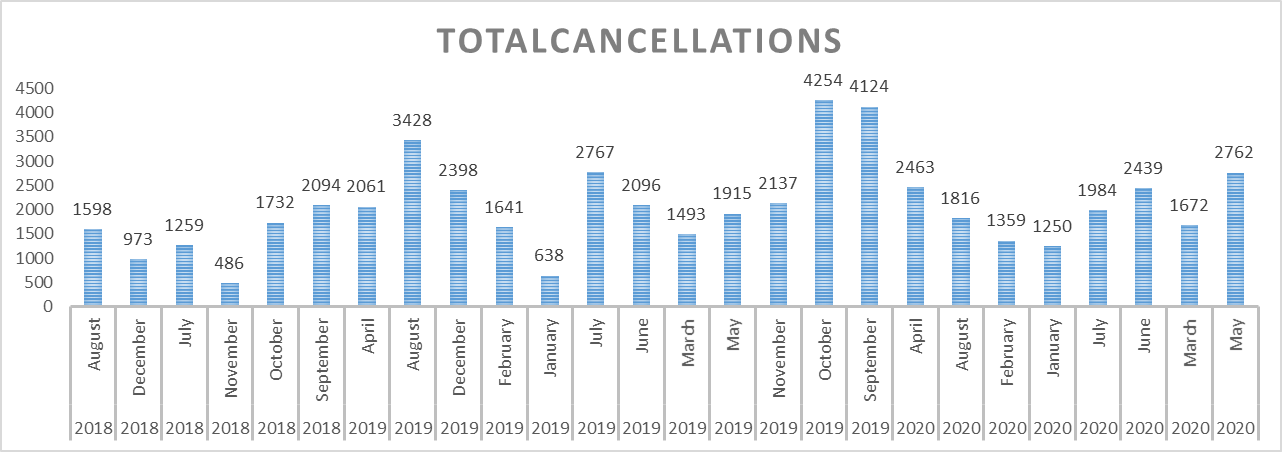 TOTALCANCELLATIONS
4500
4000
3500
3000
2500
2000
1500
1000
500
0
1598 973 1259 486 1732 2094 2061 3428 2398 1641 638 2767 2096 1493 1915 2137 4254 4124 2463 1816 1359 1250 1984 2439 1672 2762
August December July November October September April August December February January July June March May November October September April August February January July June March May
2018 2018 2018 2018 2018 2018 2019 2019 2019 2019 2019 2019 2019 2019 2019 2019 2019 2019 2020 2020 2020 2020 2020 2020 2020 2020